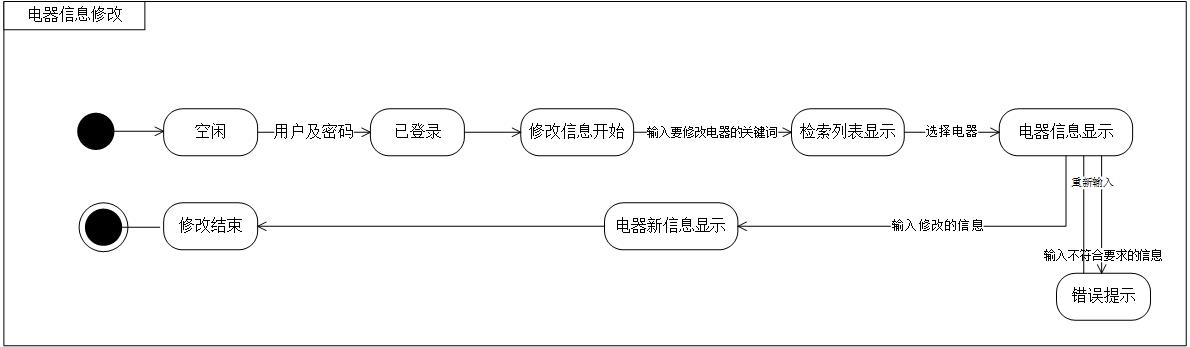 电器信息修改
空闲
用户及密码
已登录
修改信息开始
输入要修改电器的关键词
检索列表显示
选择电器
电器信息显示
重新输入
修改结束
电器新信息显示
输入修改的信息
输入不符合要求的信息
错误提示